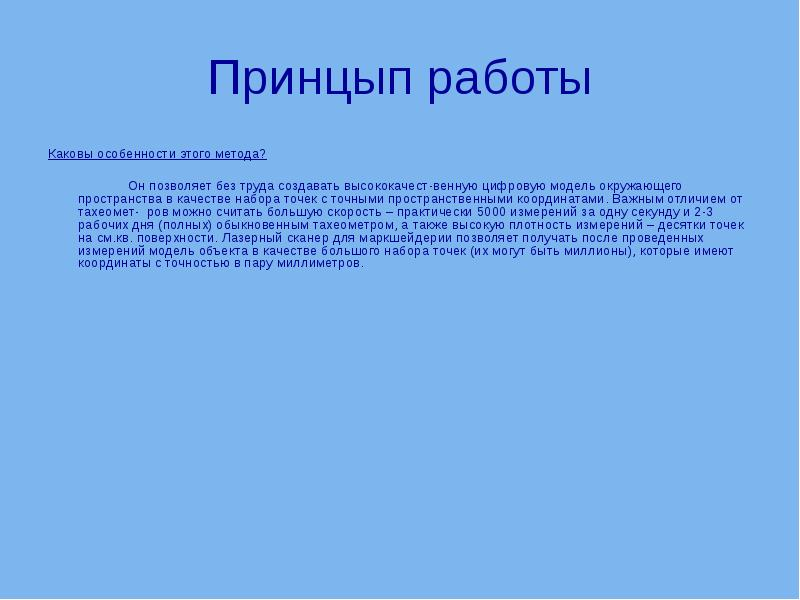 Принцып работы
Каковы особенности этого метода?
Он позволяет без труда создавать высококачест-венную цифровую модель окружающего
пространства в качестве набора точек с точными пространственными координатами. Важным отличием от
тахеомет- ров можно считать большую скорость – практически 5000 измерений за одну секунду и 2-3
рабочих дня (полных) обыкновенным тахеометром, а также высокую плотность измерений – десятки точек
на см.кв. поверхности. Лазерный сканер для маркшейдерии позволяет получать после проведенных
измерений модель объекта в качестве большого набора точек (их могут быть миллионы), которые имеют
координаты с точностью в пару миллиметров.